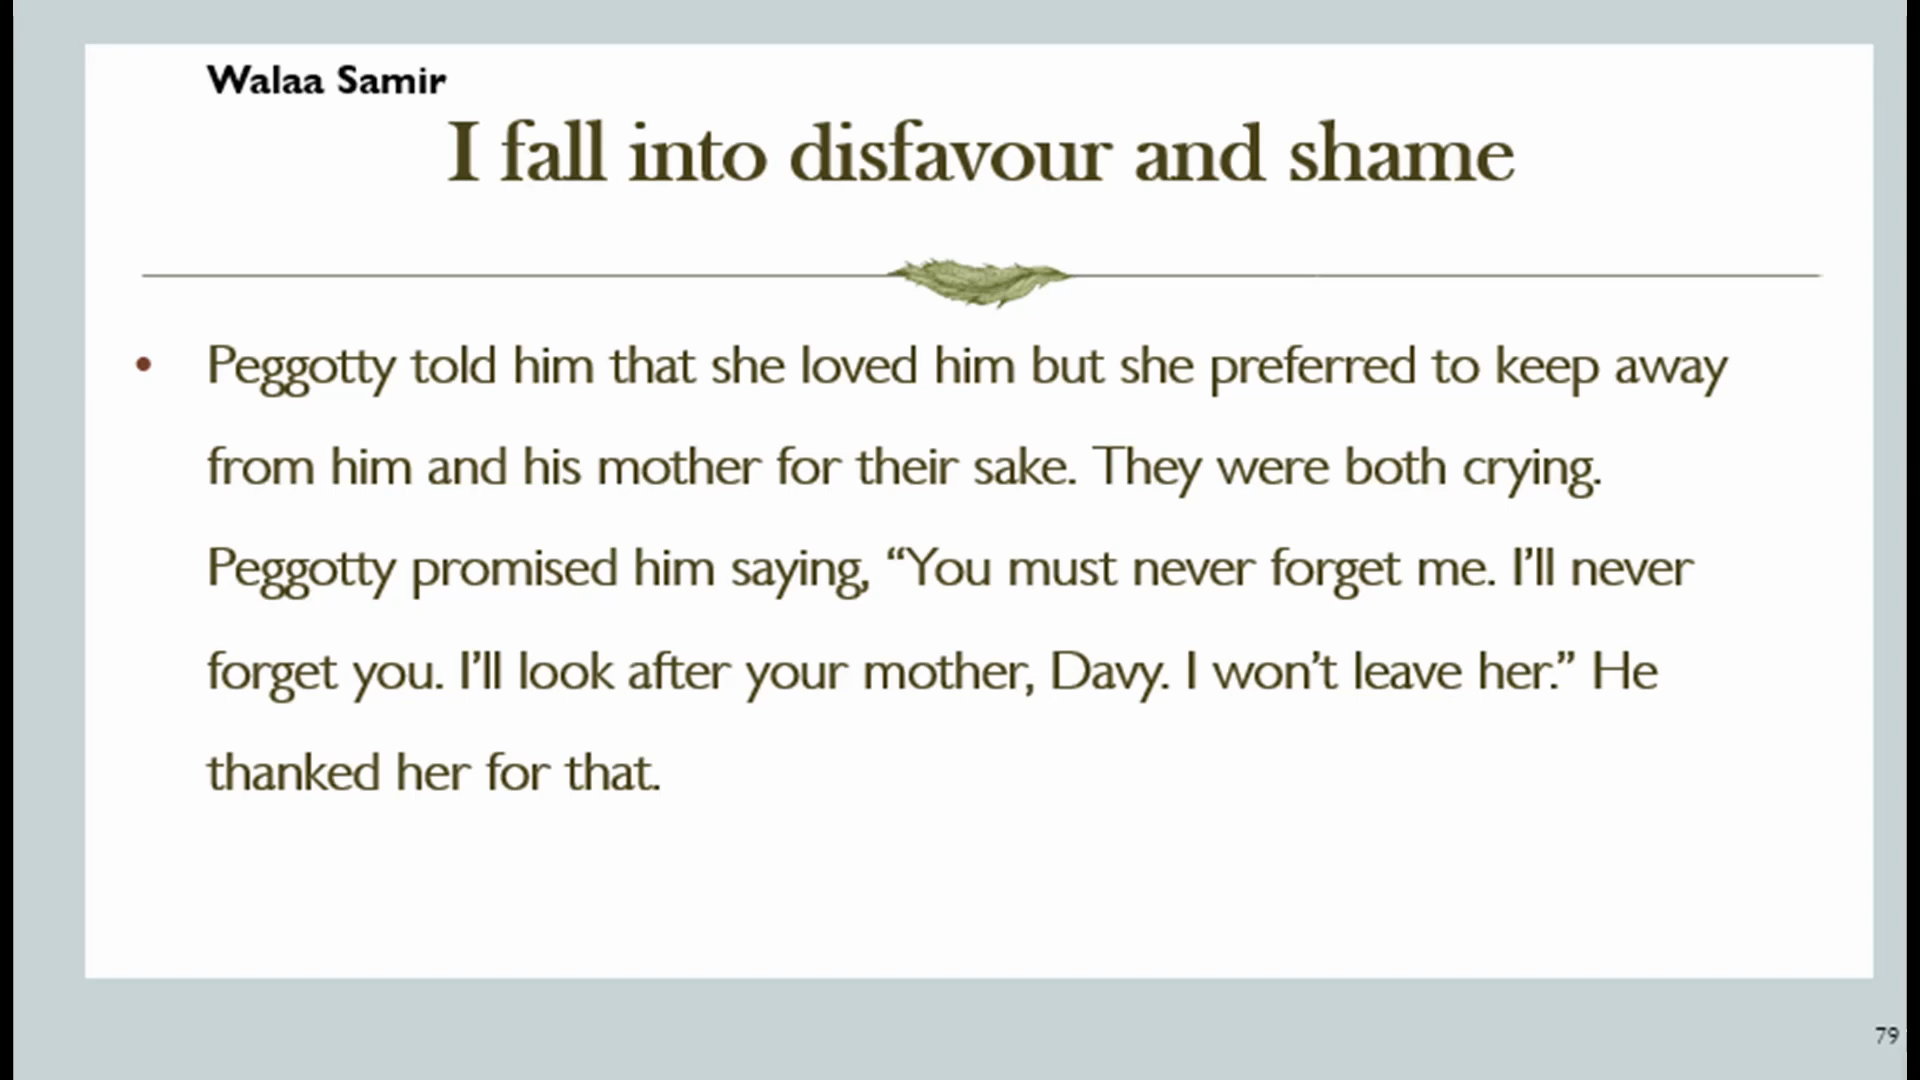 Walaa Samir
I fall into disfavour and shame
• Peggotty told him that she loved him but she preferred to keep away
from him and his mother for their sake. They were both crying.
Peggotty promised him saying, “You must never forget me. I’ll never
forget you. I’ll look after your mother, Davy. I won’t leave her.” He
thanked her for that.
79